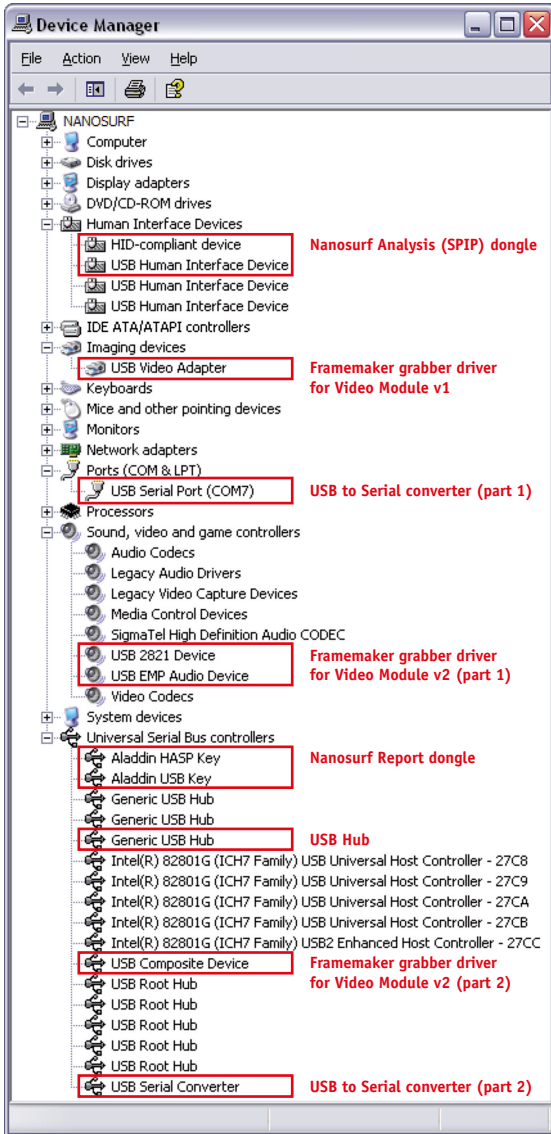 Device Manager
File Action View Help
NANOSURF
Computer
Disk drives
Display adapters
DVD/CD-ROM drives
Human Interface Devices
HID-compliant device Nanosurf Analysis (SPIP) dongle
USB Human Interface Device
USB Human Interface Device
USB Human Interface Device
IDE ATA/ATAPI controllers
Imaging devices
USB Video Adapter Framemaker grabber driver
for Video Module v1
Keyboards
Mice and other pointing devices
Monitors
Network adapters
Ports (COM & LPT)
USB Serial Port (COM7) USB to Serial converter (part 1)
Processors
Sound, video and game controllers
Audio Codecs
Legacy Audio Drivers
Legacy Video Capture Devices
Media Control Devices
SigmaTel High Definition Audio CODEC
USB 2821 Device Framemaker grabber driver
USB EMP Audio Device for Video Module v2 (part 1)
Video Codecs
System devices
Universal Serial Bus controllers
Aladdin HASP Key Nanosurf Report dongle
Aladdin USB Key
Generic USB Hub
Generic USB Hub
Generic USB Hub USB Hub
Intel(R) 82801G (ICH7 Family) USB Universal Host Controller - 27C8
Intel(R) 82801G (ICH7 Family) USB Universal Host Controller - 27C9
Intel(R) 82801G (ICH7 Family) USB Universal Host Controller - 27CA
Intel(R) 82801G (ICH7 Family) USB Universal Host Controller - 27CB
Intel(R) 82801G (ICH7 Family) USB2 Enhanced Host Controller - 27CC
USB Composite Device Framemaker grabber driver
USB Root Hub for Video Module v2 (part 2)
USB Root Hub
USB Root Hub
USB Root Hub
USB Root Hub
USB Serial Converter USB to Serial converter (part 2)